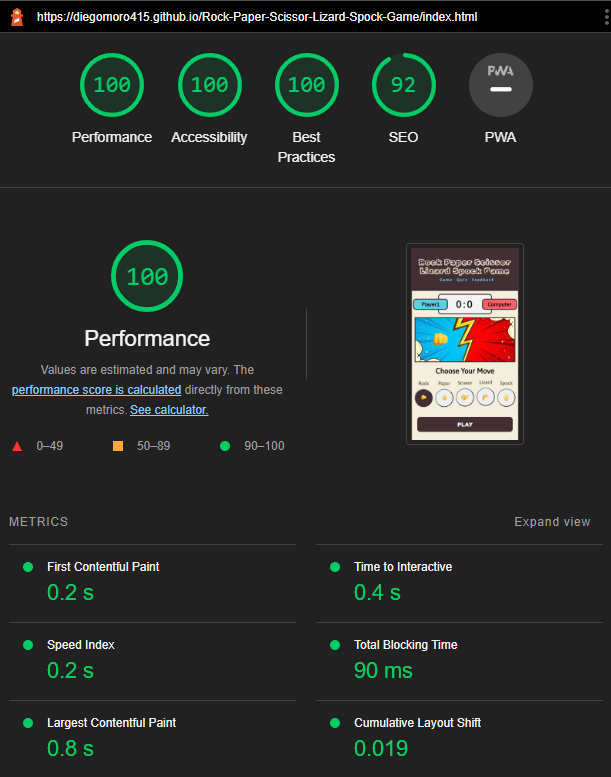 https://diegomoro415.github.io/Rock-Paper-Scissor-Lizard-Spock-Game/index.html
100
100
100
92
PWA
Performance
Accessibility
Best
Practices
SEO
PWA
100
Performance
Values are estimated and may vary. The
performance score is calculated directly from these
metrics. See calculator.
0–49
50–89
90–100
Rock Paper Scissor
Lizard Spock Game
Game Quiz Feedback
Player1
0:0
Computer
Choose Your Move
Rock Paper Scissor Lizard Spock
PLAY
METRICS
Expand view
First Contentful Paint
0.2 s
Time to Interactive
0.4 s
Speed Index
0.2 s
Total Blocking Time
90 ms
Largest Contentful Paint
0.8 s
Cumulative Layout Shift
0.019